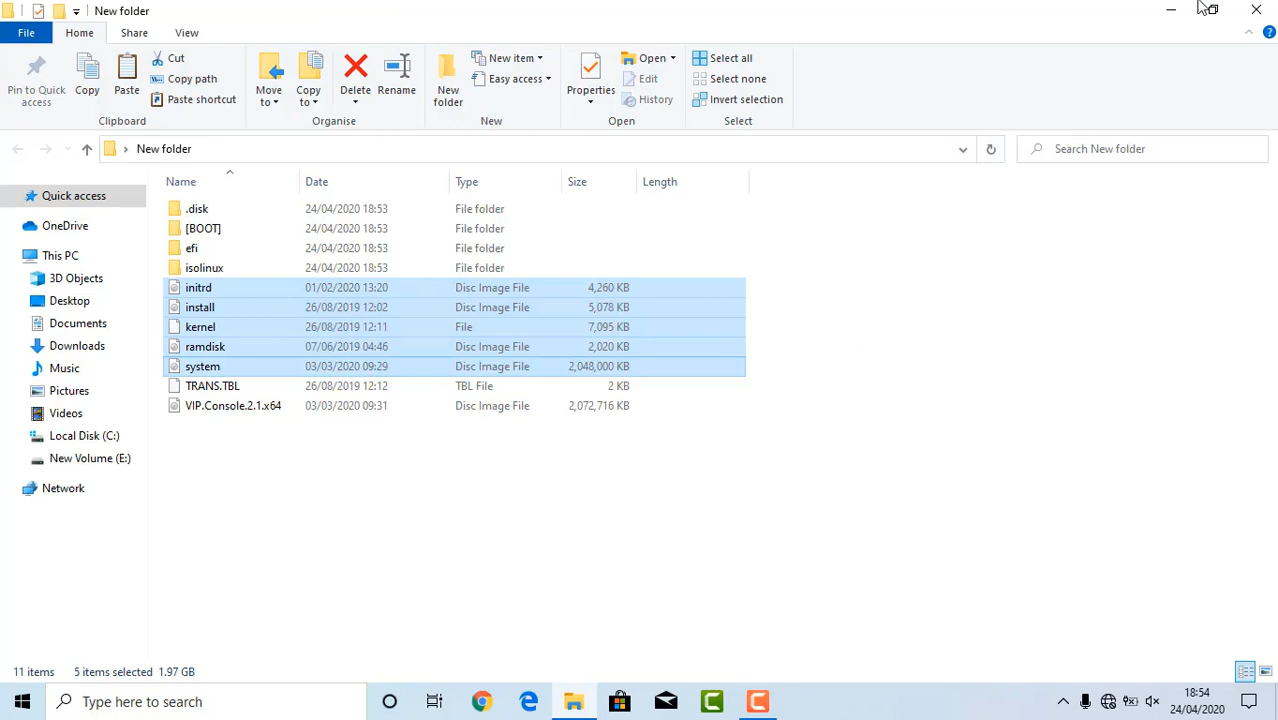 New folder
File Home Share View
Pin to Quick access
Copy
Paste
Cut
Copy path
Paste shortcut
Clipboard
Move to
Copy to
Delete
Rename
Organise
New folder
New item
Easy access
New
Properties
Open
Edit
History
Open
Select all
Select none
Invert selection
Select
New folder
Search New folder
Name Date Type Size Length
.disk 24/04/2020 18:53 File folder
[BOOT] 24/04/2020 18:53 File folder
efi 24/04/2020 18:53 File folder
isolinux 24/04/2020 18:53 File folder
initrd 01/02/2020 13:20 Disc Image File 4,260 KB
install 26/08/2019 12:02 Disc Image File 5,078 KB
kernel 26/08/2019 12:11 File 7,095 KB
ramdisk 07/06/2019 04:46 Disc Image File 2,020 KB
system 03/03/2020 09:29 Disc Image File 2,048,000 KB
TRANS.TBL 26/08/2019 12:12 TBL File 2 KB
VIP.Console.2.1.x64 03/03/2020 09:31 Disc Image File 2,072,716 KB
Quick access
OneDrive
This PC
3D Objects
Desktop
Documents
Downloads
Music
Pictures
Videos
Local Disk (C:)
New Volume (E:)
Network
11 items 5 items selected 1.97 GB
Type here to search
18:54
24/04/2020